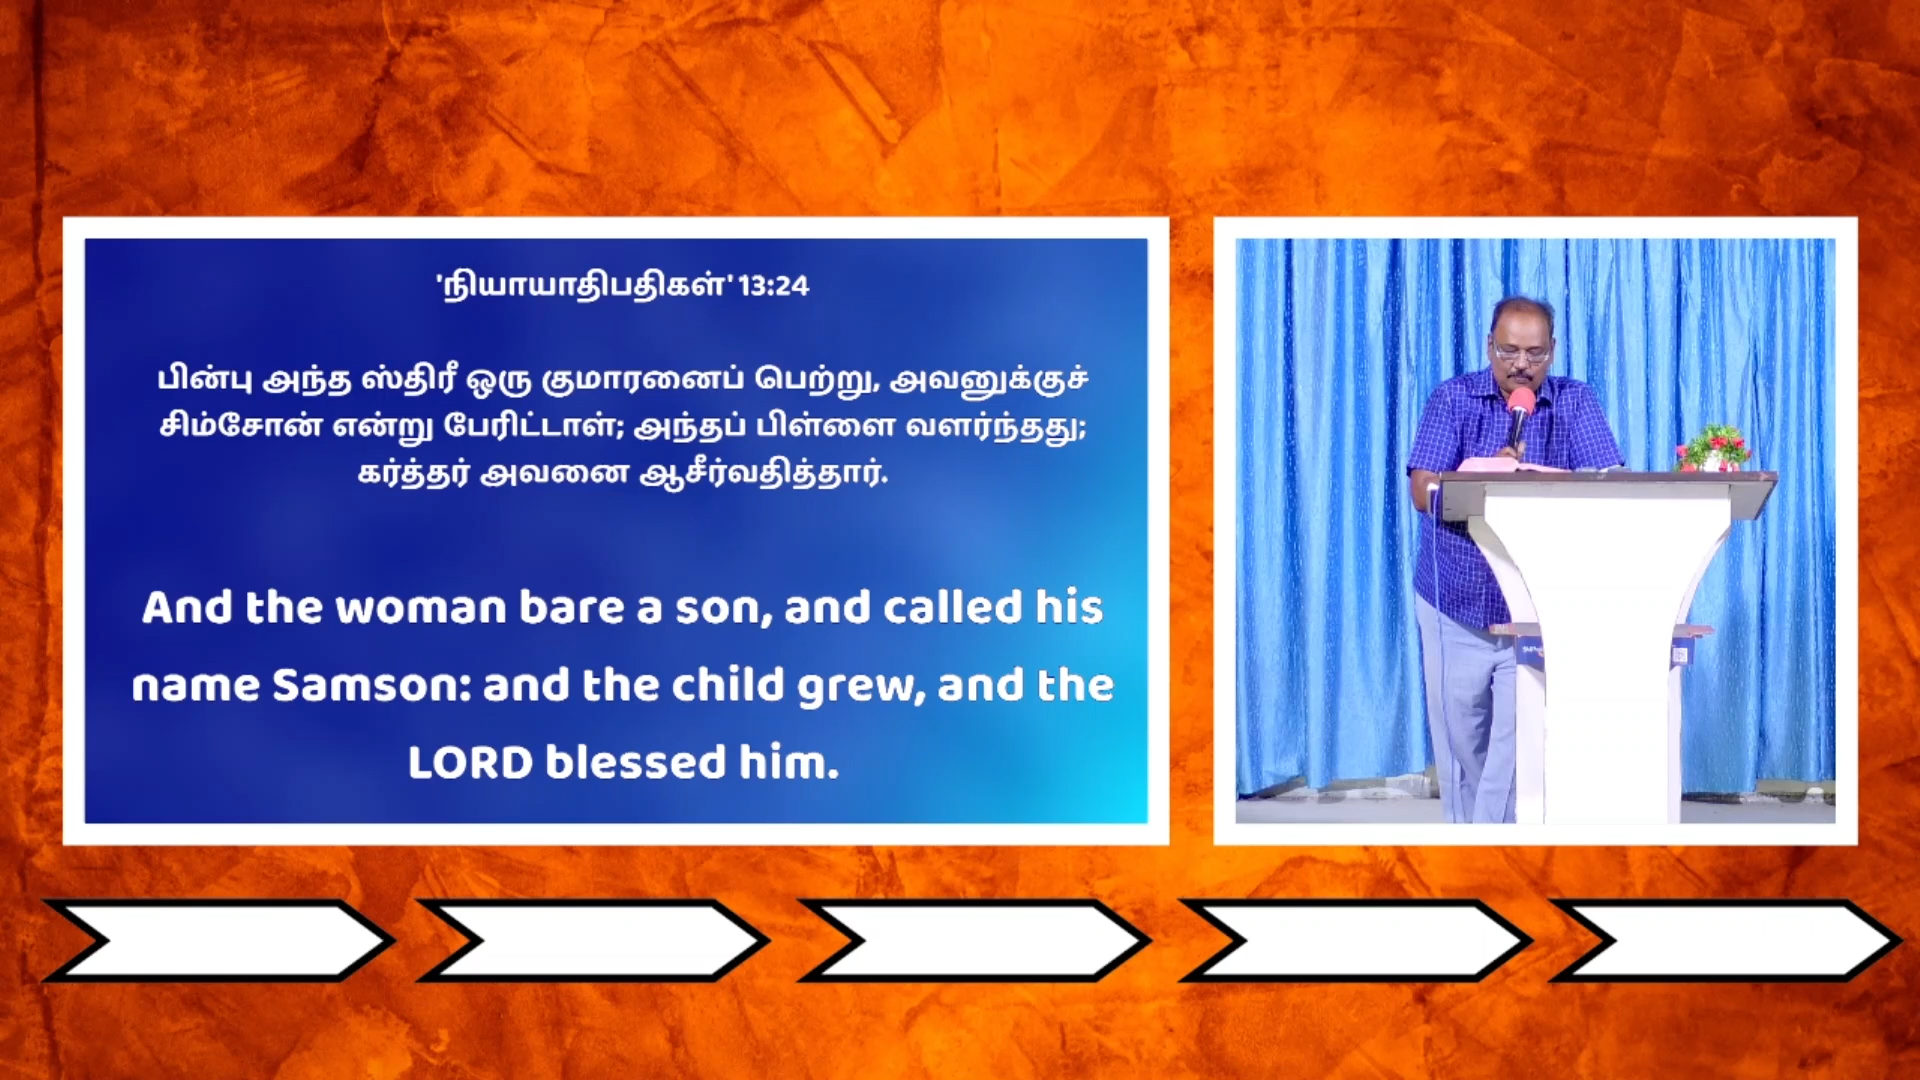 'நியாயாதிபதிகள்' 13:24
பின்பு அந்த ஸ்திரீ ஒரு குமாரனைப் பெற்று, அவனுக்குச்
சிம்சோன் என்று பேரிட்டாள்; அந்தப் பிள்ளை வளர்ந்தது;
கர்த்தர் அவனை ஆசீர்வதித்தார்.
And the woman bare a son, and called his
name Samson: and the child grew, and the
LORD blessed him.